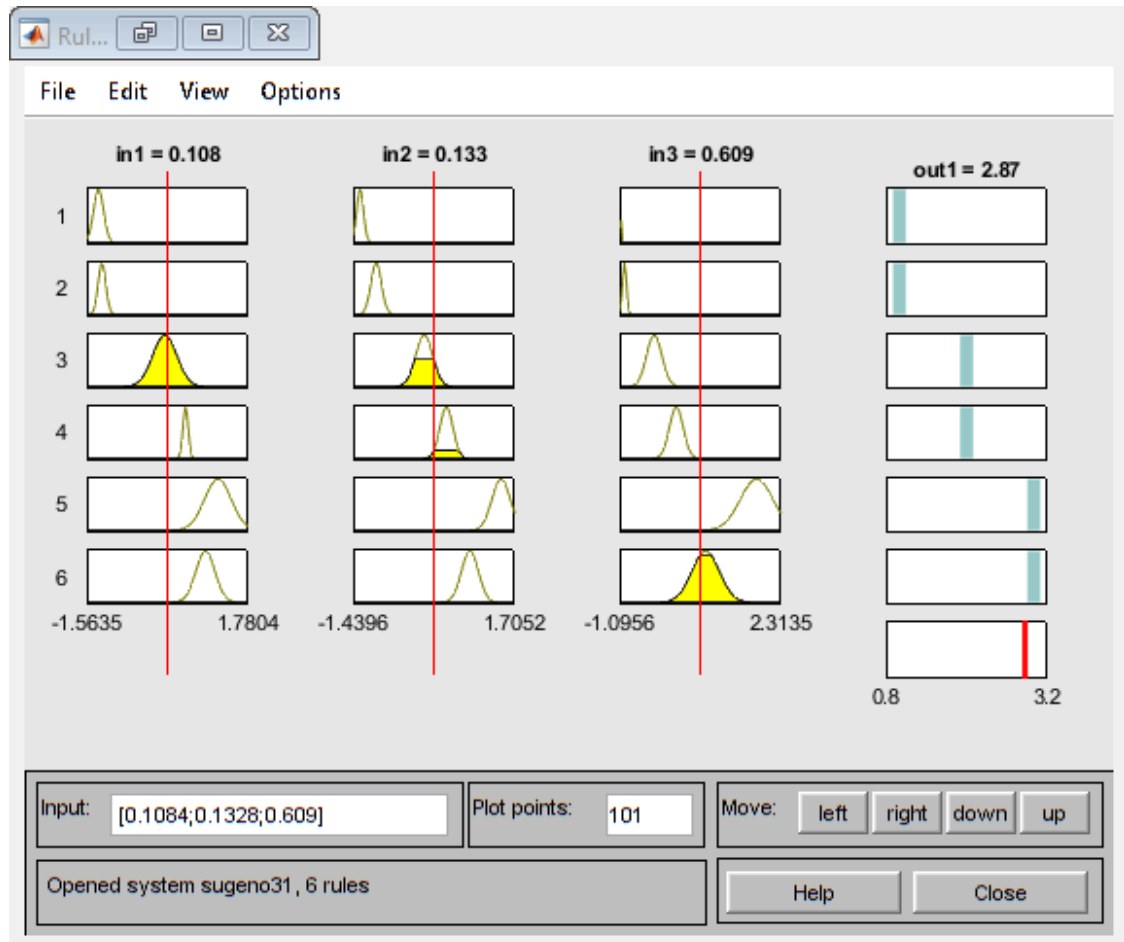 Rul...
File Edit View Options
in1 = 0.108 in2 = 0.133 in3 = 0.609
out1 = 2.87
1
2
3
4
5
6
-1.5635 1.7804 -1.4396 1.7052 -1.0956 2.3135
0.8 3.2
Input: [0.1084;0.1328;0.609] Plot points: 101 Move: left right down up
Opened system sugeno31, 6 rules Help Close